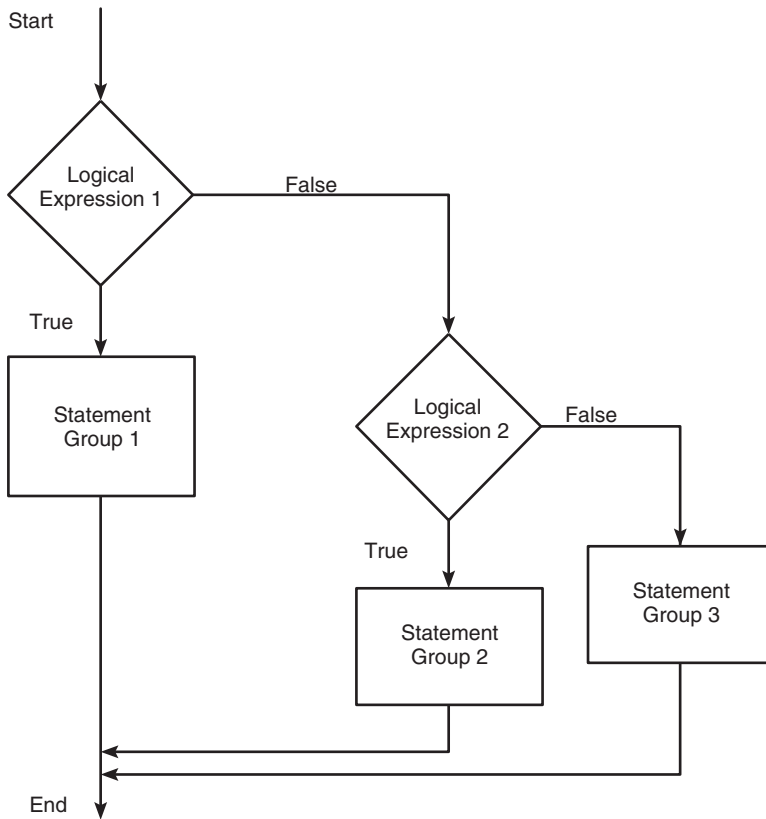 Start
Logical
Expression 1
False
True
Statement
Group 1
Logical
Expression 2
False
True
Statement
Group 2
Statement
Group 3
End